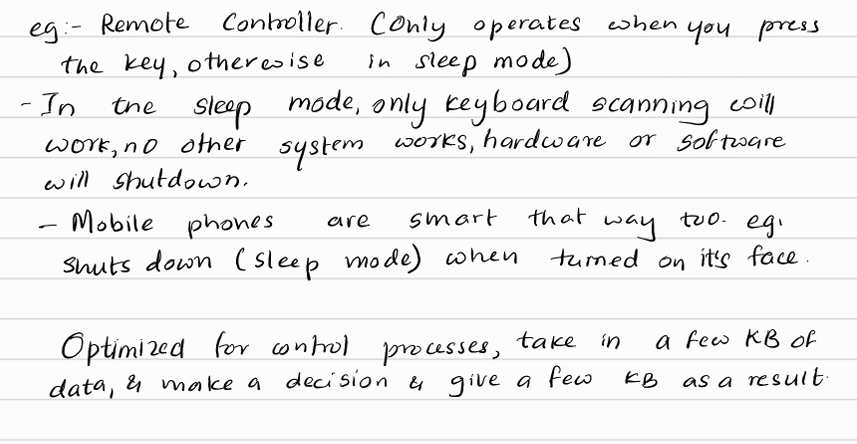 eg:- Remote Controller. (Only operates when you press
the key, otherwise in sleep mode)
- In the sleep mode, only keyboard scanning will
work, no other system works, hardware or software
will shutdown.
- Mobile phones are smart that way too. eg.
shuts down (sleep mode) when turned on it's face.
Optimized for control processes, take in a few KB of
data, & make a decision & give a few KB as a result.